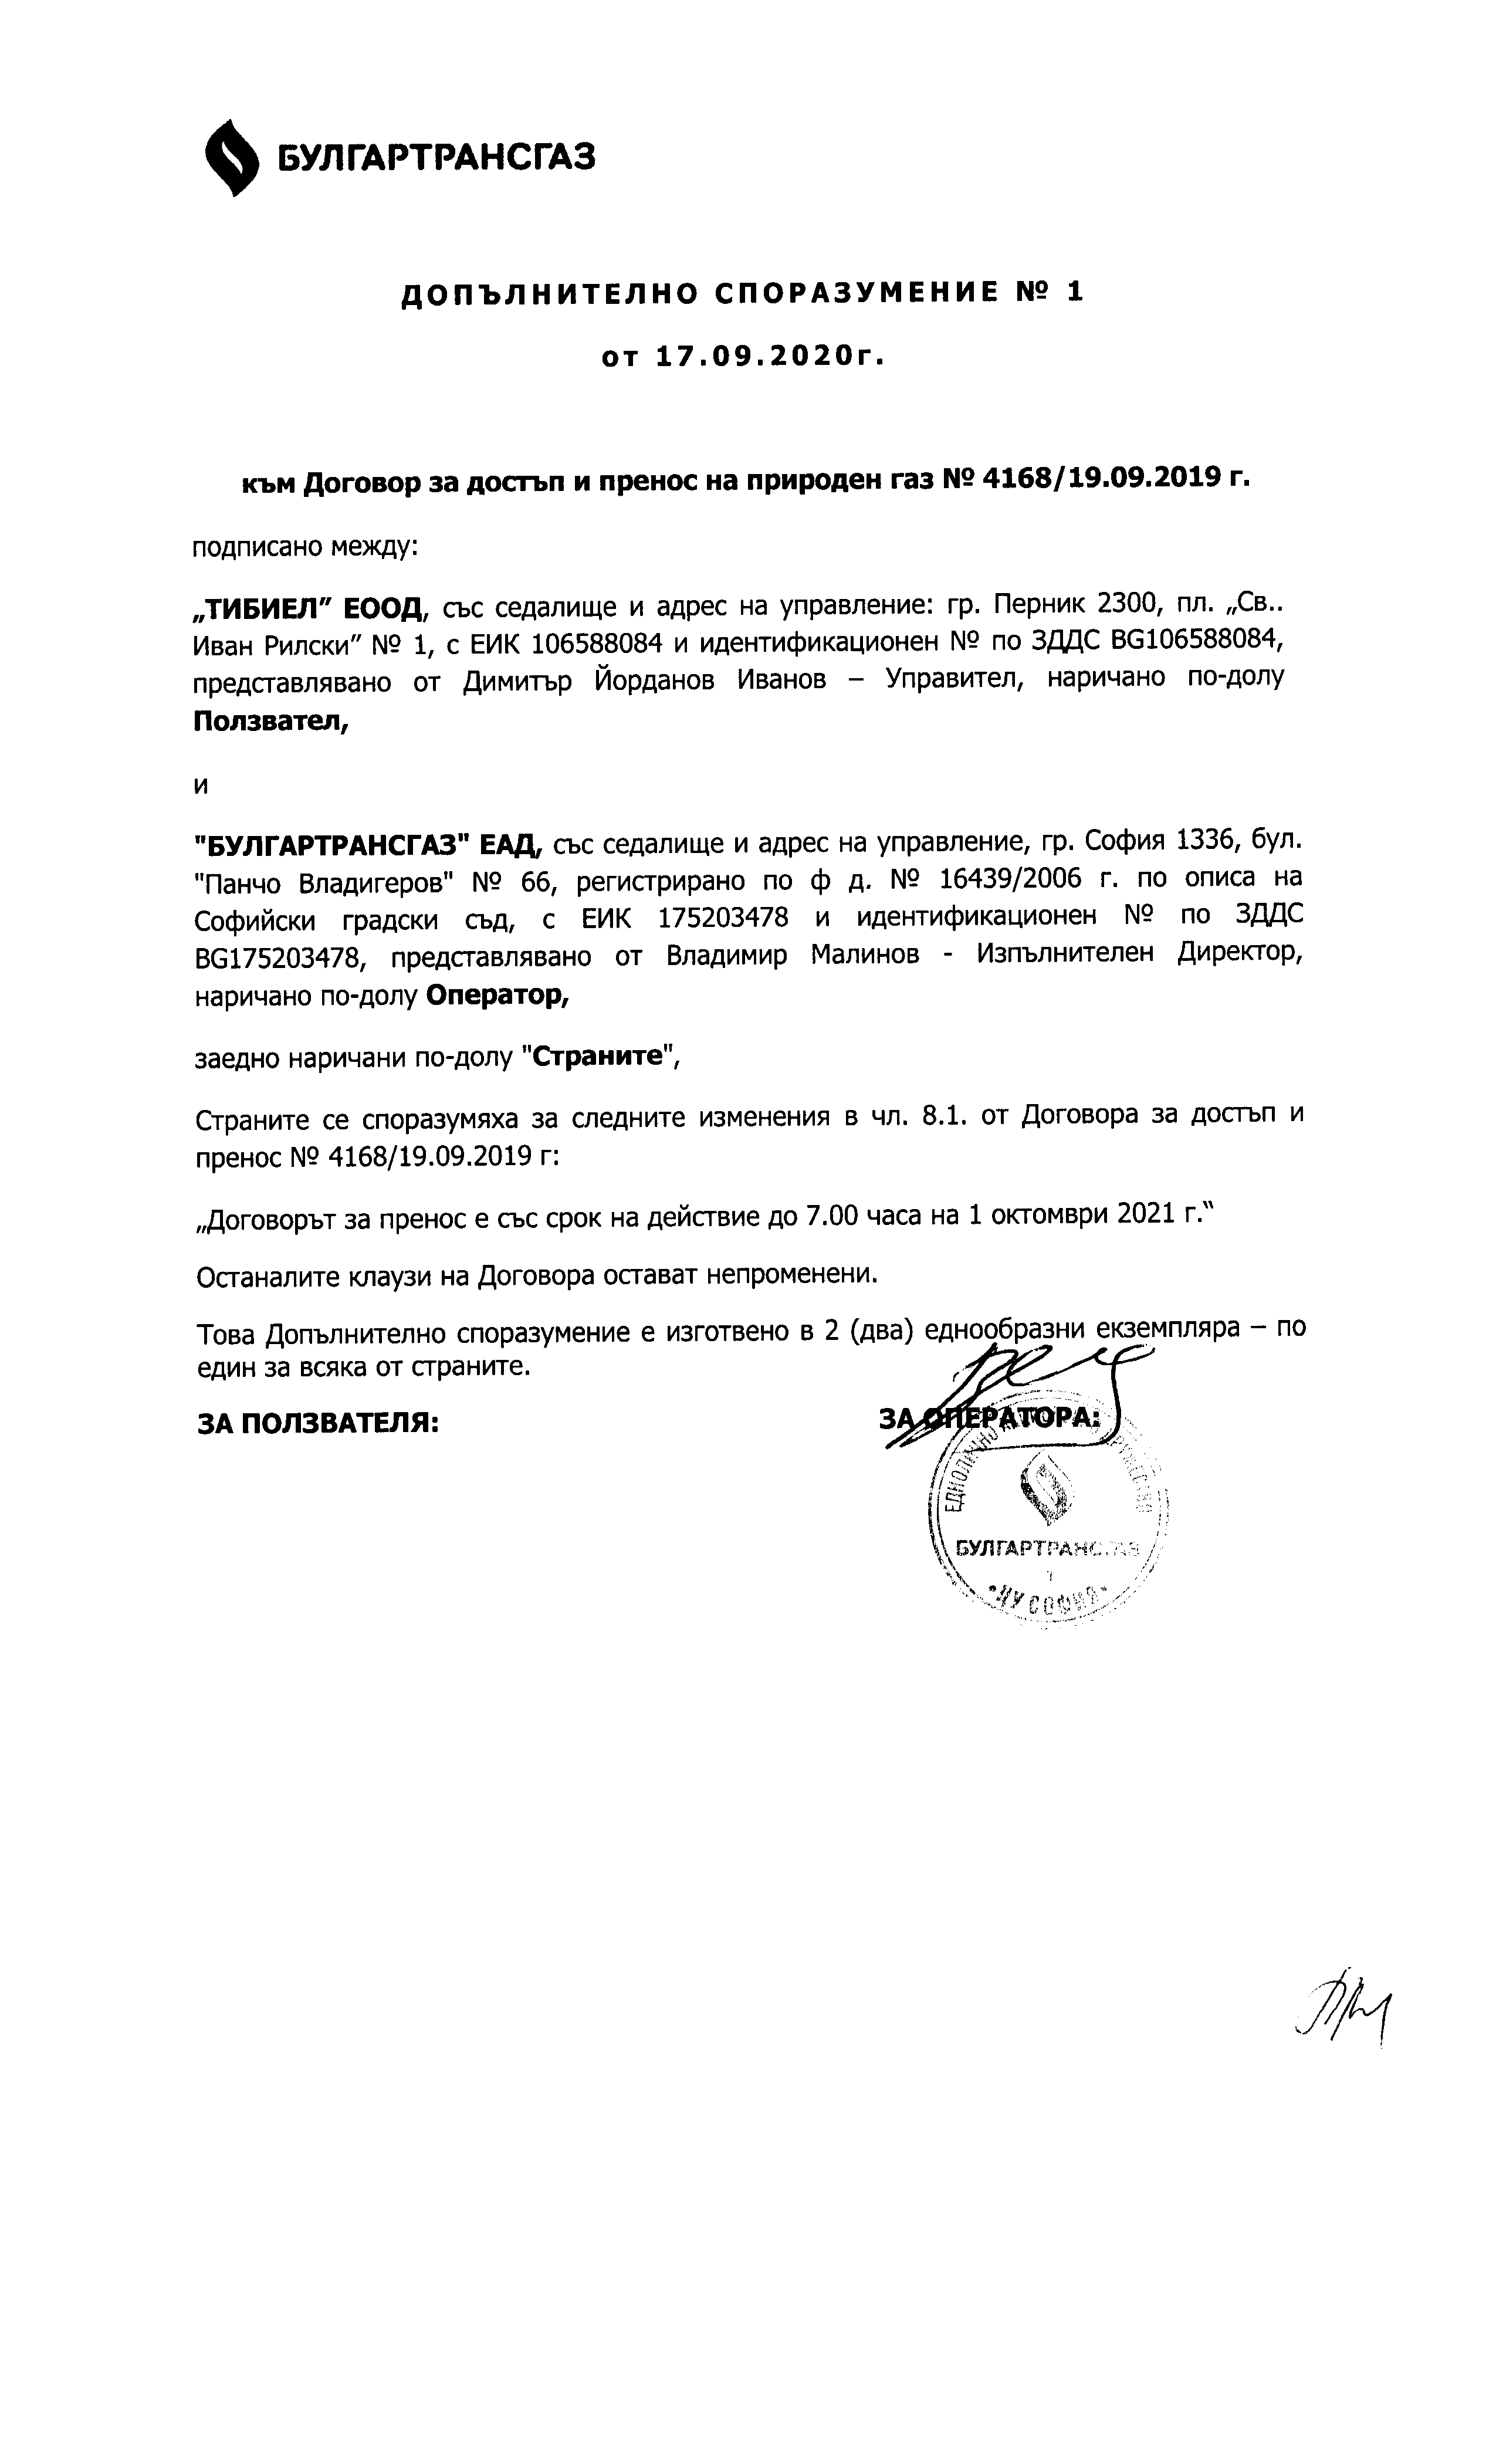 БУЛГАРТРАНСГАЗ
ДОПЪЛНИТЕЛНО СПОРАЗУМЕНИЕ № 1
от 17.09.2020г.
към Договор за достъп и пренос на природен газ № 4168/19.09.2019 г.
подписано между:
„ТИБИЕЛ” ЕООД, със седалище и адрес на управление: гр. Перник 2300, пл. „Св..
Иван Рилски” № 1, с ЕИК 106588084 и идентификационен № по ЗДДС BG106588084,
представлявано от Димитър Йорданов Иванов – Управител, наричано по-долу
Ползвател,
и
"БУЛГАРТРАНСГАЗ" ЕАД, със седалище и адрес на управление, гр. София 1336, бул.
"Панчо Владигеров" № 66, регистрирано по ф д. № 16439/2006 г. по описа на
Софийски градски съд, с ЕИК 175203478 и идентификационен № по ЗДДС
BG175203478, представлявано от Владимир Малинов - Изпълнителен Директор,
наричано по-долу Оператор,
заедно наричани по-долу "Страните",
Страните се споразумяха за следните изменения в чл. 8.1. от Договора за достъп и
пренос № 4168/19.09.2019 г:
„Договорът за пренос е със срок на действие до 7.00 часа на 1 октомври 2021 г.“
Останалите клаузи на Договора остават непроменени.
Това Допълнително споразумение е изготвено в 2 (два) еднообразни екземпляра – по
един за всяка от страните.
ЗА ПОЛЗВАТЕЛЯ: ЗА ОПЕРАТОРА:
ЕДНОЛИЧНО
БУЛГАРТРАНСГАЗ
СОФИЯ